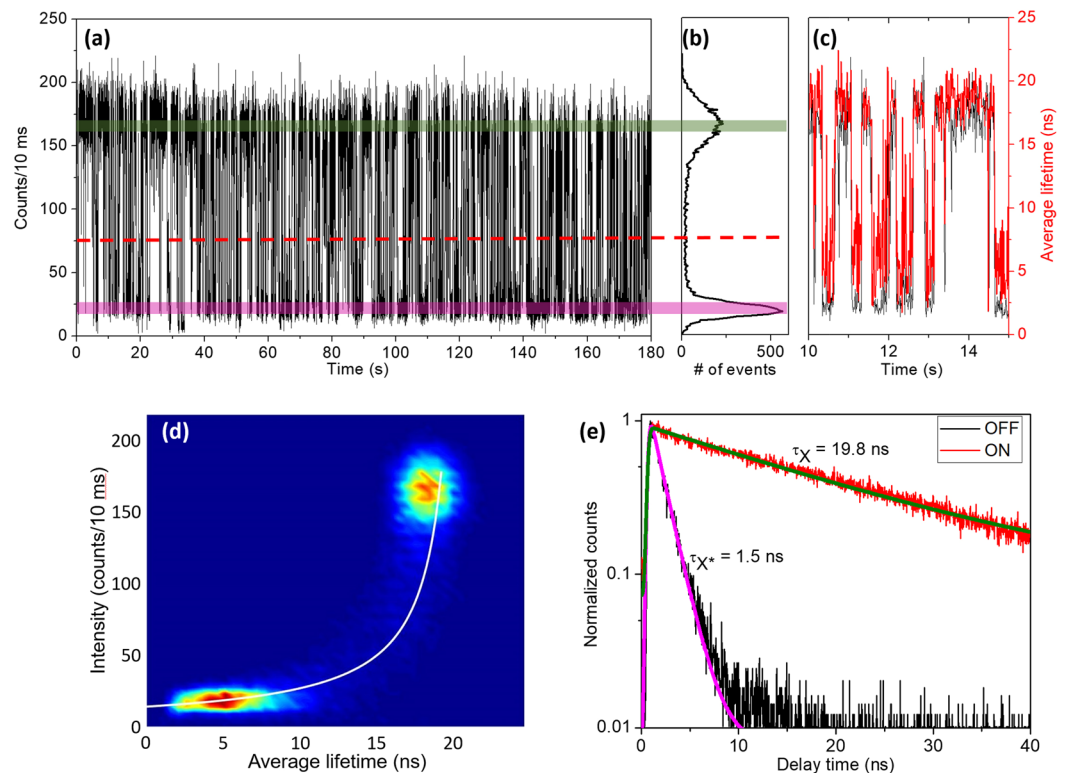 (a)
250
200
150
100
50
0
Counts/10 ms
0 20 40 60 80 100 120 140 160 180
Time (s)
(b)
0 500
# of events
(c)
25
20
15
10
5
0
Average lifetime (ns)
10 12 14
Time (s)
(d)
200
150
100
50
0
Intensity (counts/10 ms)
0 5 10 15 20
Average lifetime (ns)
(e)
OFF
ON
τX = 19.8 ns
τX* = 1.5 ns
1
0.1
0.01
Normalized counts
0 10 20 30 40
Delay time (ns)